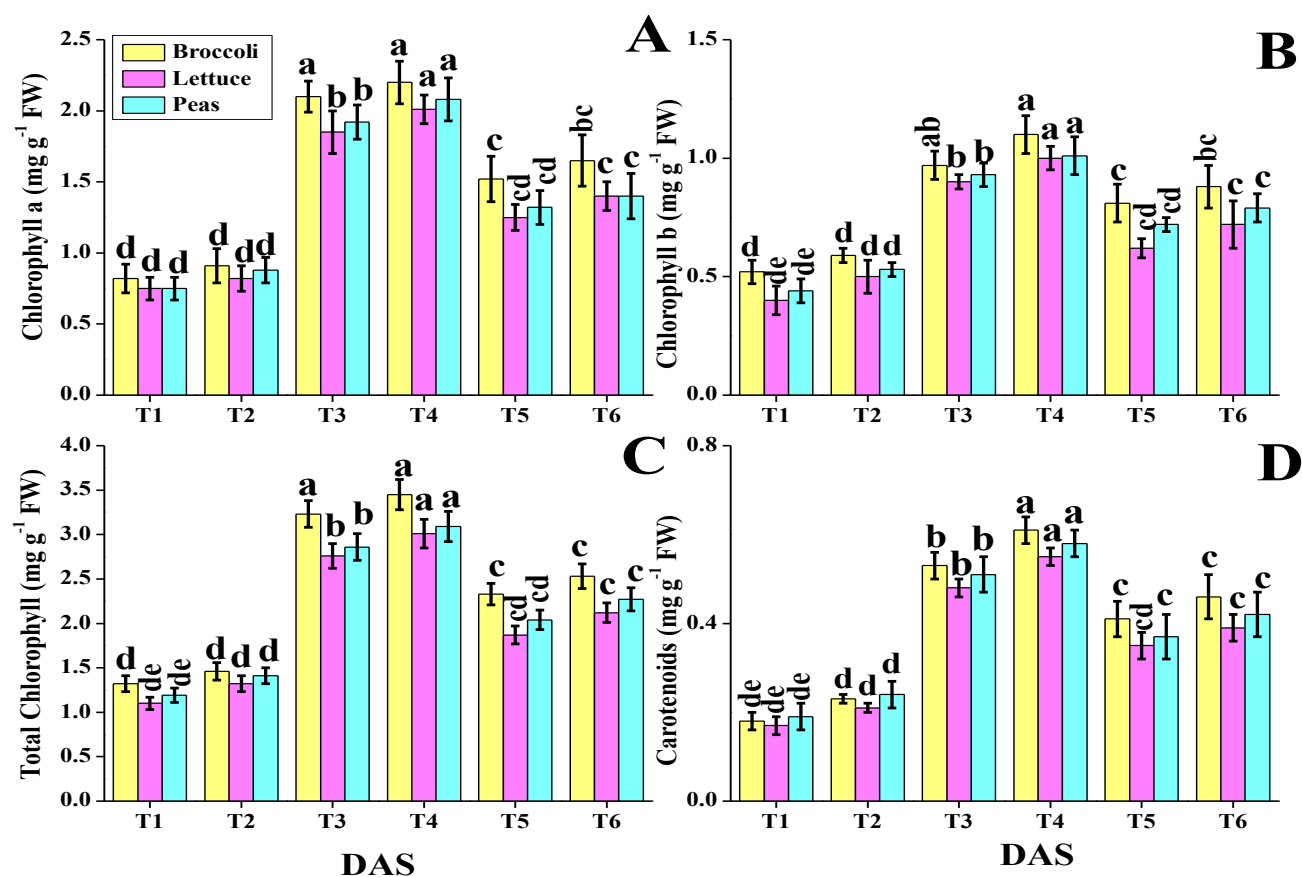 A
Chlorophyll a (mg g-1 FW)
2.5
2.0
1.5
1.0
0.5
0.0
Broccoli
Lettuce
Peas
d d d
d d d
a b b
a a a
c cd cd
bc c c
T1 T2 T3 T4 T5 T6
B
Chlorophyll b (mg g-1 FW)
1.5
1.0
0.5
0.0
d de de
d d d
ab b b
a a a
c cd cd
bc c c
T1 T2 T3 T4 T5 T6
C
Total Chlorophyll (mg g-1 FW)
4.0
3.5
3.0
2.5
2.0
1.5
1.0
0.5
0.0
d de de
d d d
a b b
a a a
c cd cd
c c c
T1 T2 T3 T4 T5 T6
DAS
D
Carotenoids (mg g-1 FW)
0.8
0.4
0.0
de de de
d d d
b b b
a a a
c cd c
c c c
T1 T2 T3 T4 T5 T6
DAS